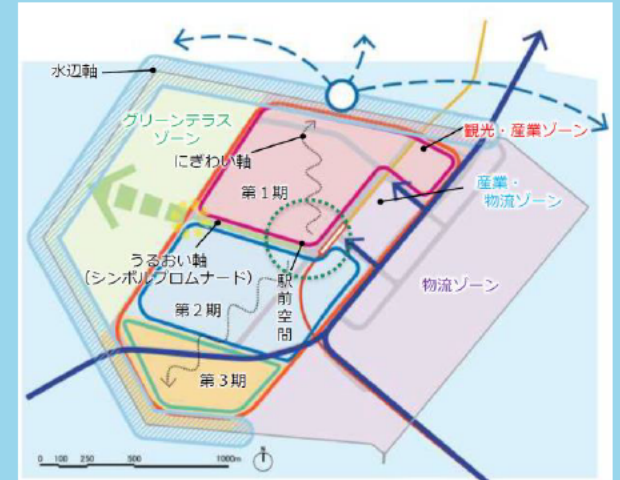 水辺軸
グリーンテラス
ゾーン
にぎわい軸
観光・産業ゾーン
第1期
産業・
物流ゾーン
うるおい軸
(シンボルプロムナード)
駅前空間
物流ゾーン
第2期
第3期
0 100 250 500 1000m
N